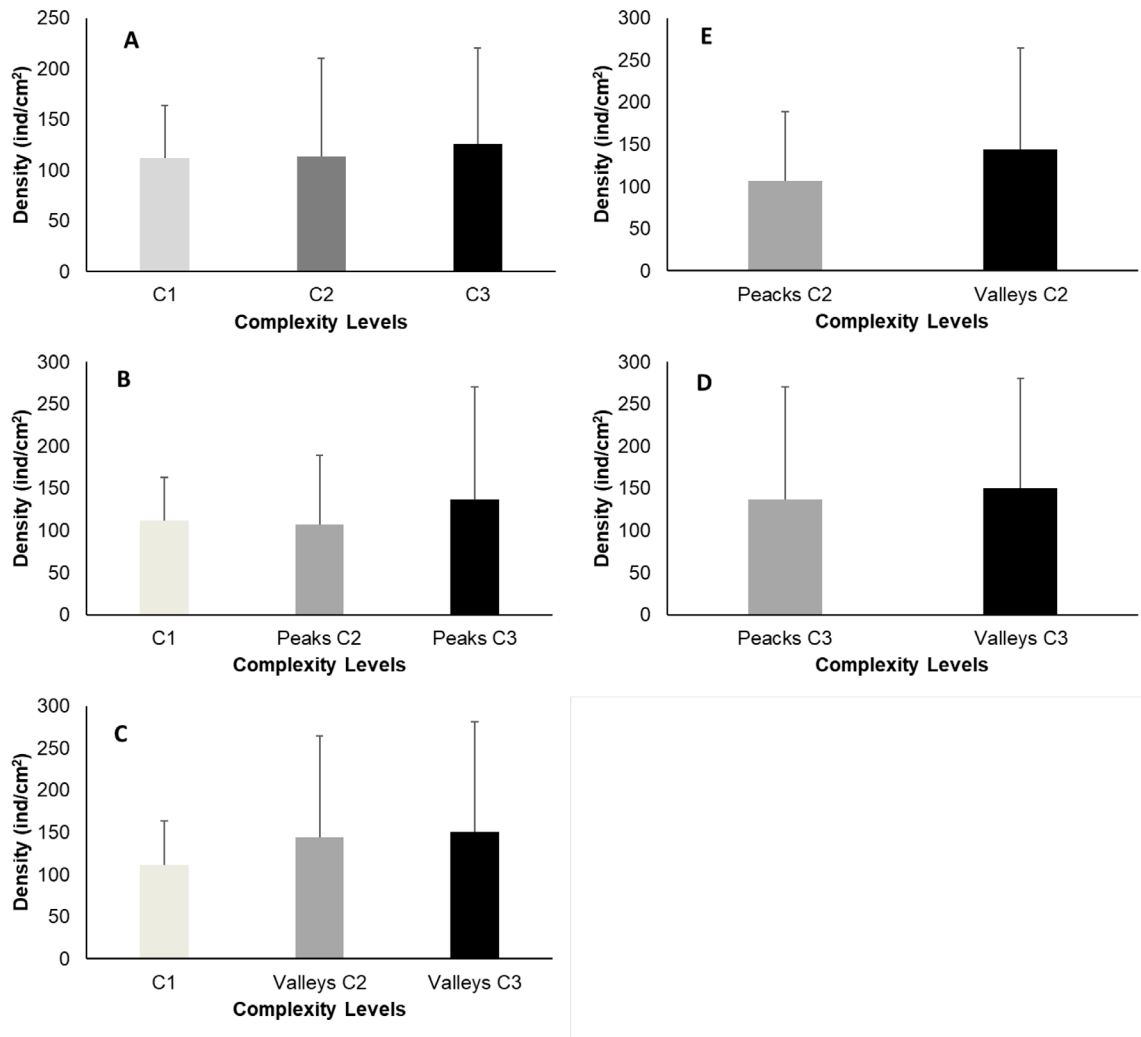 A
Density (ind/cm²)
250
200
150
100
50
0
C1 C2 C3
Complexity Levels
E
Density (ind/cm²)
300
250
200
150
100
50
0
Peacks C2 Valleys C2
Complexity Levels
B
Density (ind/cm²)
300
250
200
150
100
50
0
C1 Peaks C2 Peaks C3
Complexity Levels
D
Density (ind/cm²)
300
250
200
150
100
50
0
Peacks C3 Valleys C3
Complexity Levels
C
Density (ind/cm²)
300
250
200
150
100
50
0
C1 Valleys C2 Valleys C3
Complexity Levels